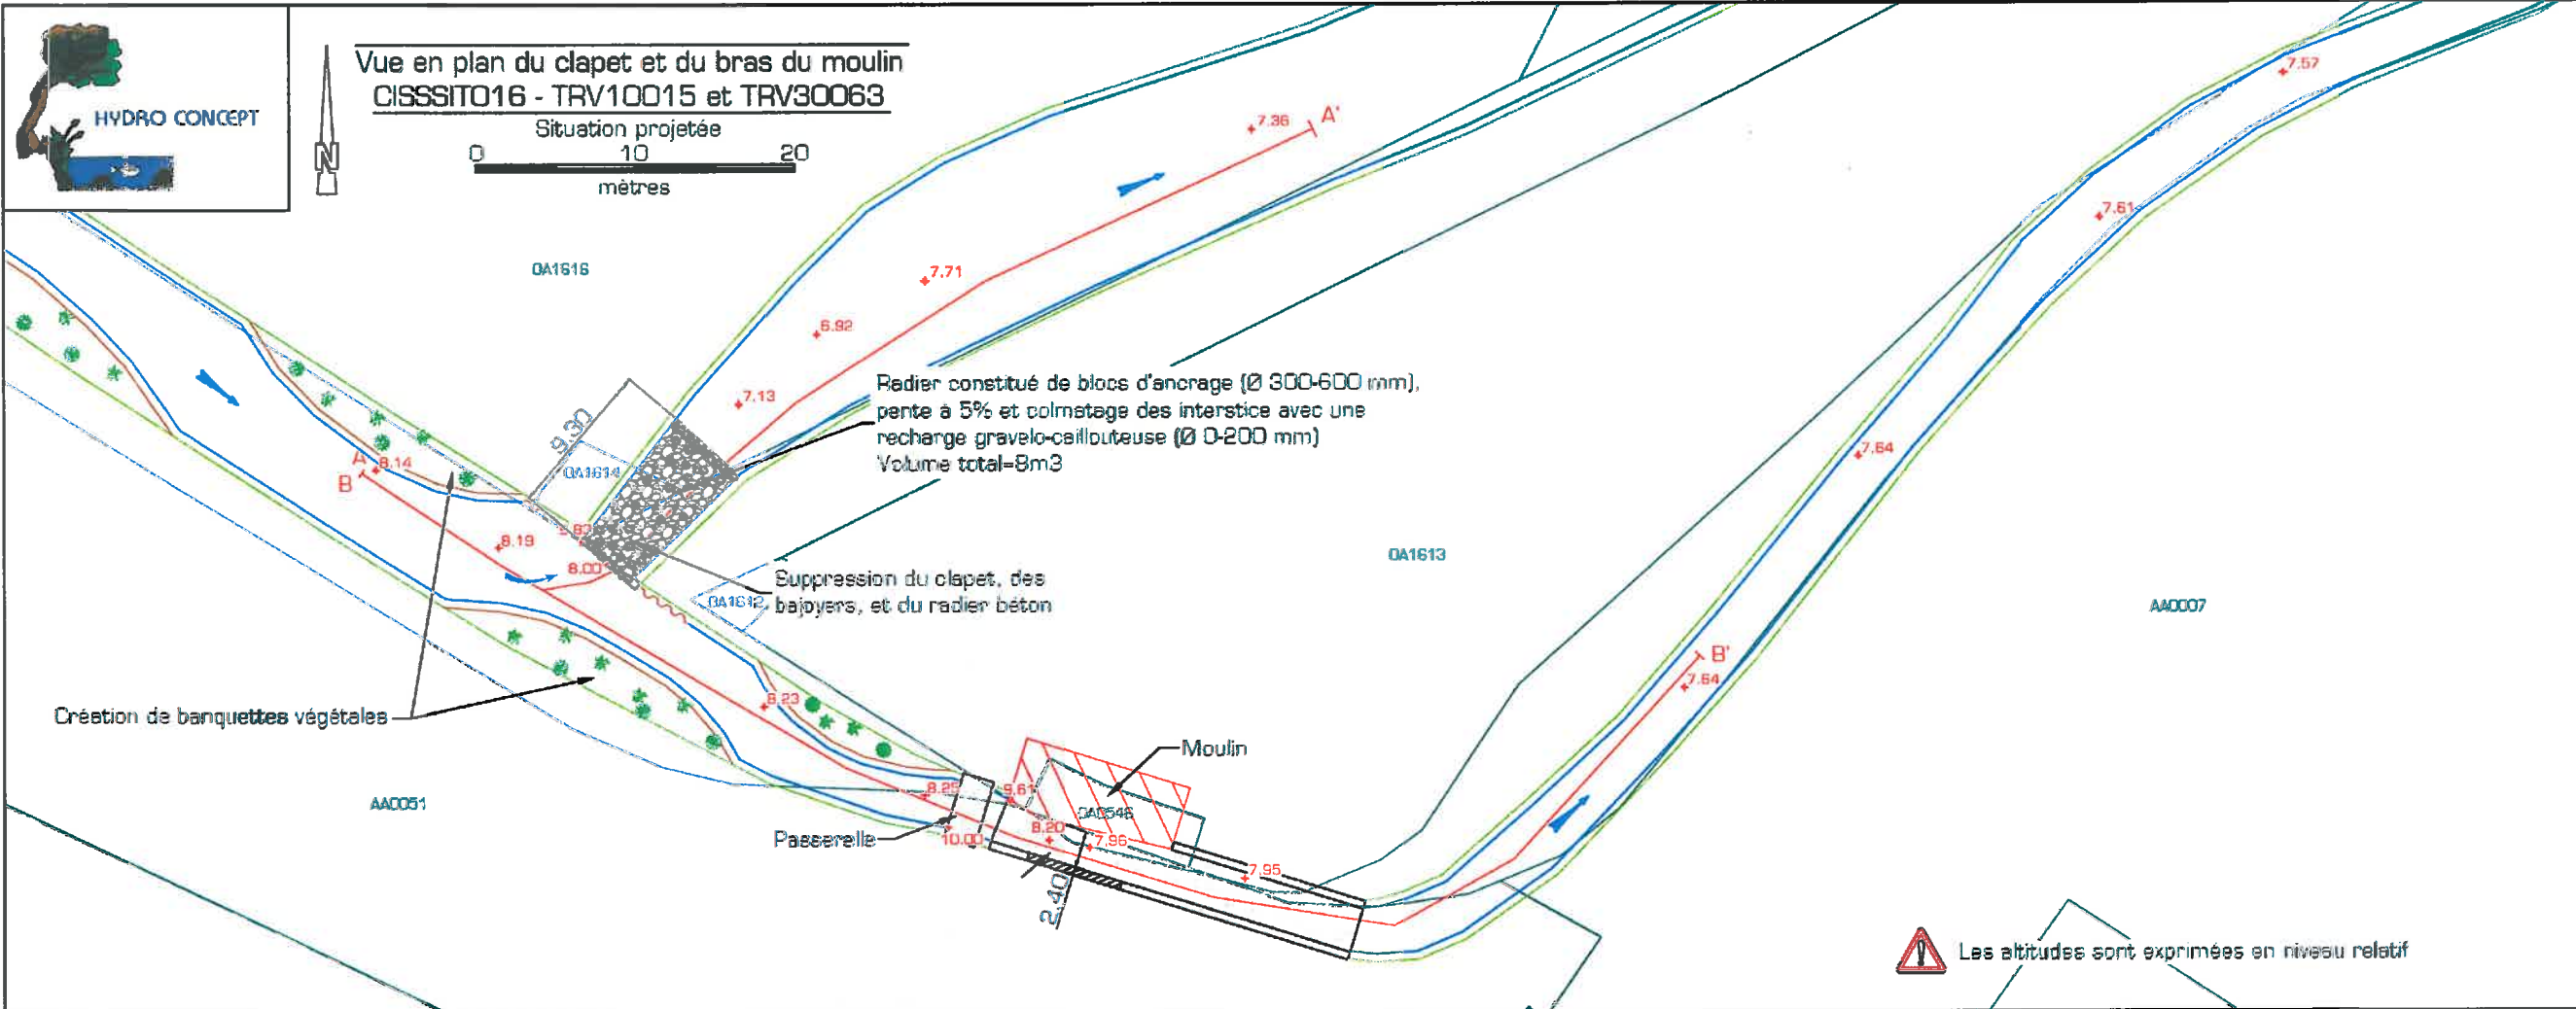 HYDRO CONCEPT
Vue en plan du clapet et du bras du moulin
CISSSIT016 - TRV10015 et TRV30063
Situation projetée
0 10 20
mètres
N
7.57
7.36 A'
7.61
OA1616
7.71
6.92
7.13
Radier constitué de blocs d'ancrage (Ø 300-600 mm),
pente à 5% et colmatage des interstice avec une
recharge gravelo-caillouteuse (Ø 0-200 mm)
Volume total=8m3
9.30
OA1614
A
8.14
B
7.64
8.19
8.00
OA1613
Suppression du clapet, des
bajoyers, et du radier béton
OA1612
AA0007
B'
7.64
8.23
Création de banquettes végétales
Moulin
AA0051
8.25
9.61
OA0546
Passerelle
10.00
8.20
7.96
7.95
2.40
Les altitudes sont exprimées en niveau relatif